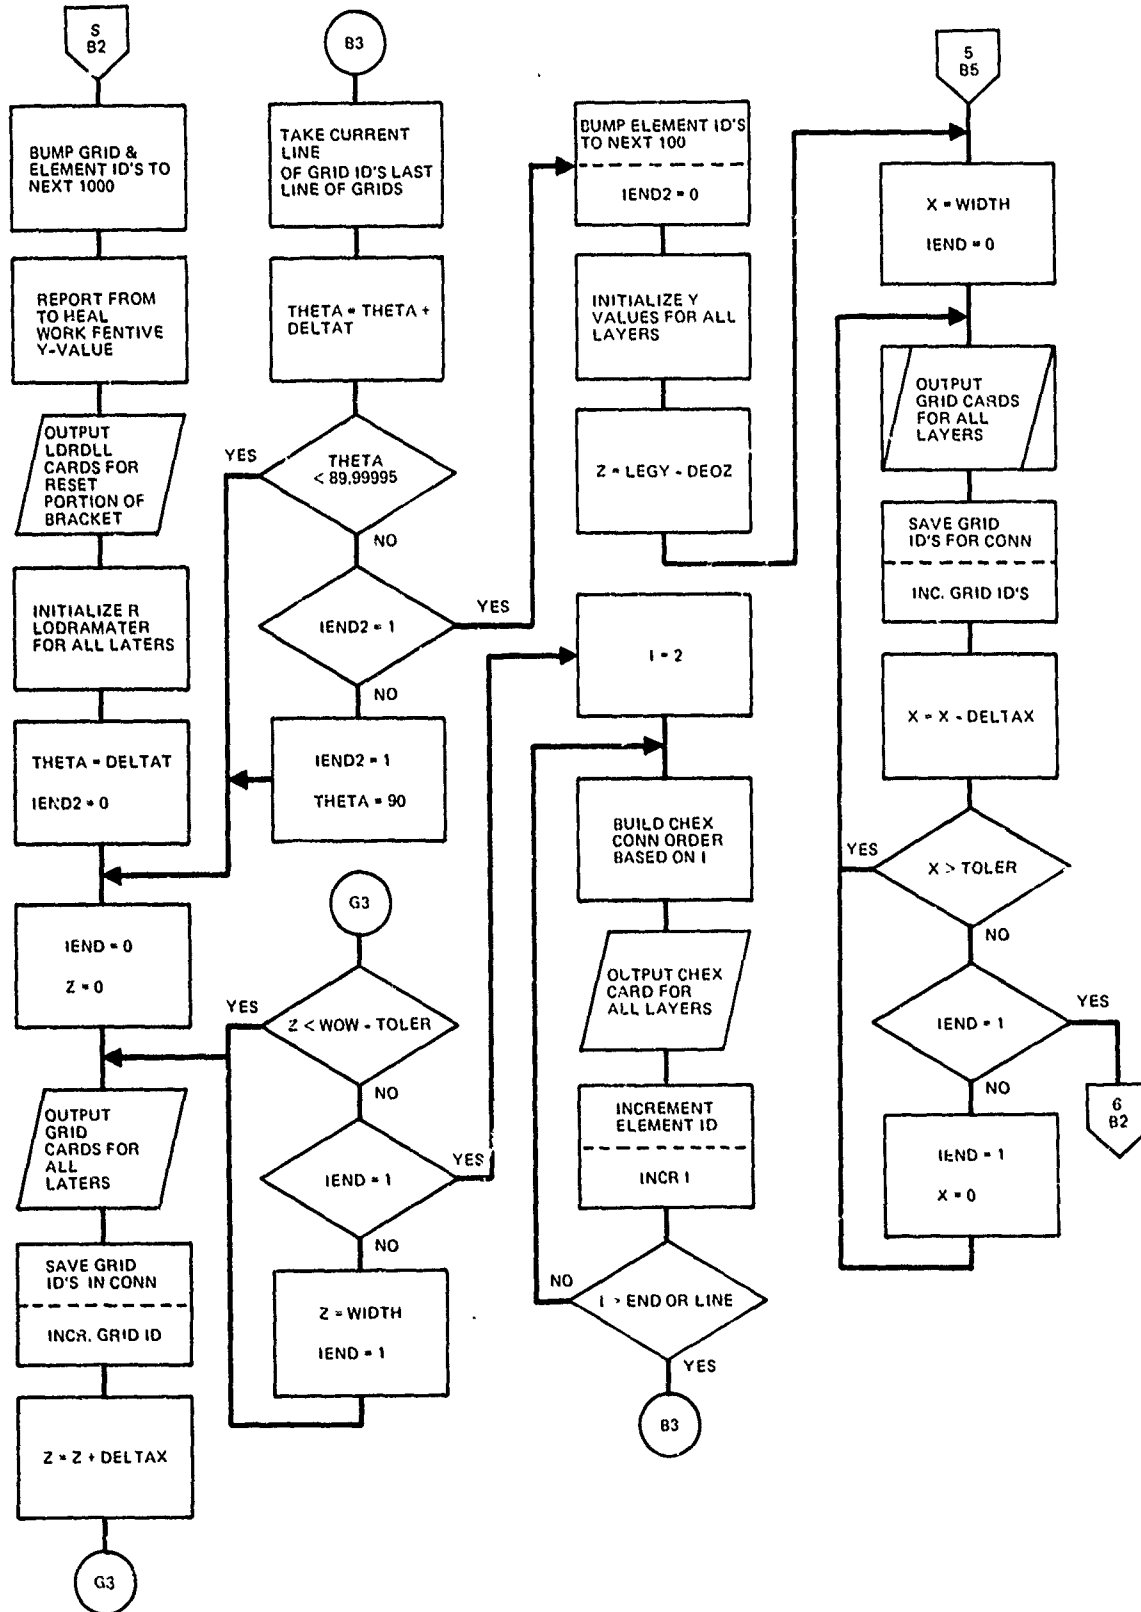 S
B2
BUMP GRID &
ELEMENT ID'S TO
NEXT 1000
REPORT FROM
TO HEAL
WORK FENTIVE
Y-VALUE
OUTPUT
LDRDLL
CARDS FOR
RESET
PORTION OF
BRACKET
INITIALIZE R
LODRAMATER
FOR ALL LATERS
THETA = DELTAT
IEND2 = 0
IEND = 0
Z = 0
OUTPUT
GRID
CARDS FOR
ALL
LATERS
SAVE GRID
ID'S IN CONN
INCR. GRID ID
Z = Z + DELTAX
G3
B3
TAKE CURRENT
LINE
OF GRID ID'S LAST
LINE OF GRIDS
THETA = THETA +
DELTAT
YES
THETA
< 89.99995
NO
IEND2 = 1
YES
NO
IEND2 = 1
THETA = 90
G3
YES
Z < WOW - TOLER
NO
IEND = 1
YES
NO
Z = WIDTH
IEND = 1
BUMP ELEMENT ID'S
TO NEXT 100
IEND2 = 0
INITIALIZE Y
VALUES FOR ALL
LAYERS
Z = LEGY - DEOZ
I = 2
BUILD CHEX
CONN ORDER
BASED ON I
OUTPUT CHEX
CARD FOR
ALL LAYERS
INCREMENT
ELEMENT ID
INCR I
NO
I > END OR LINE
YES
B3
5
B5
X = WIDTH
IEND = 0
OUTPUT
GRID CARDS
FOR ALL
LAYERS
SAVE GRID
ID'S FOR CONN
INC. GRID ID'S
X = X - DELTAX
YES
X > TOLER
NO
IEND = 1
YES
NO
6
B2
IEND = 1
X = 0